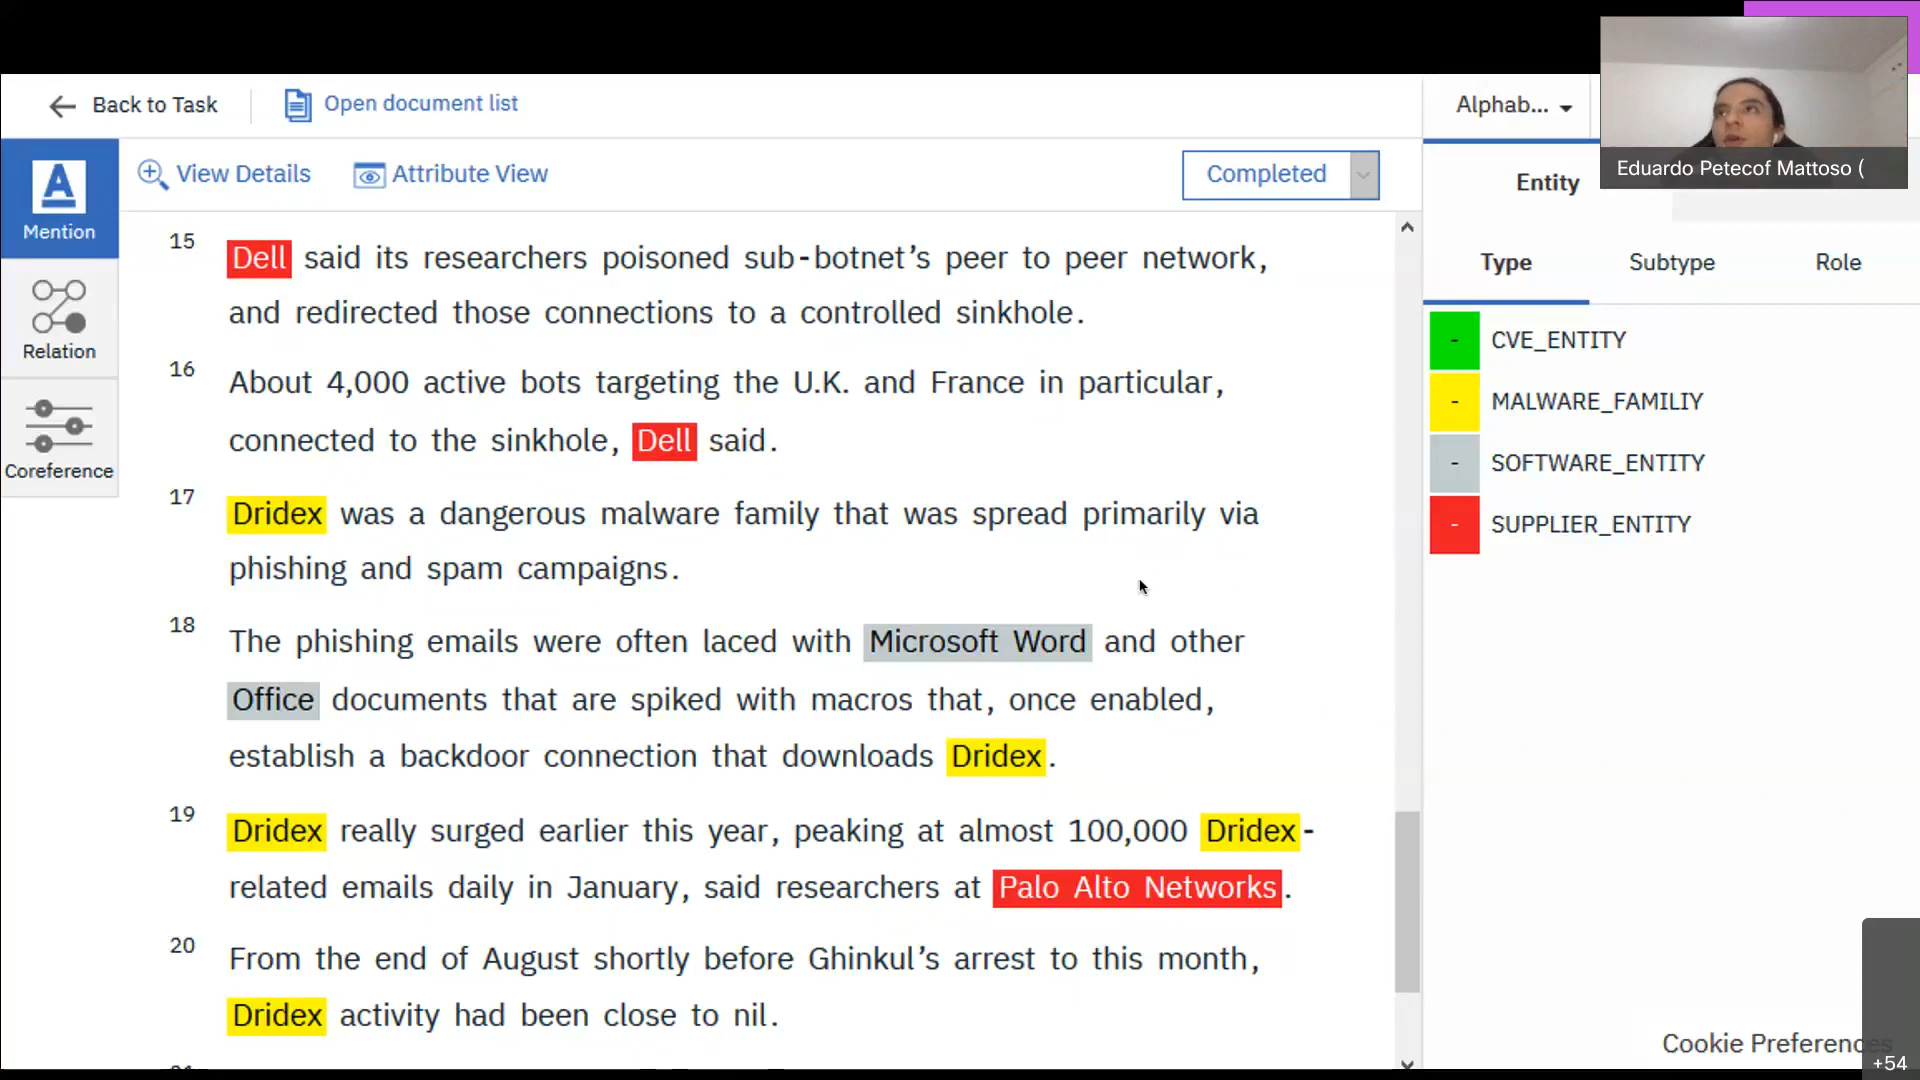 Back to Task
Open document list
Alphab...
Eduardo Petecof Mattoso (
Mention
Relation
Coreference
View Details
Attribute View
Completed
15
Dell said its researchers poisoned sub-botnet’s peer to peer network,
and redirected those connections to a controlled sinkhole.
16
About 4,000 active bots targeting the U.K. and France in particular,
connected to the sinkhole, Dell said.
17
Dridex was a dangerous malware family that was spread primarily via
phishing and spam campaigns.
18
The phishing emails were often laced with Microsoft Word and other
Office documents that are spiked with macros that, once enabled,
establish a backdoor connection that downloads Dridex.
19
Dridex really surged earlier this year, peaking at almost 100,000 Dridex-
related emails daily in January, said researchers at Palo Alto Networks.
20
From the end of August shortly before Ghinkul’s arrest to this month,
Dridex activity had been close to nil.
Entity
Type Subtype Role
- CVE_ENTITY
- MALWARE_FAMILIY
- SOFTWARE_ENTITY
- SUPPLIER_ENTITY
Cookie Preferences
+54